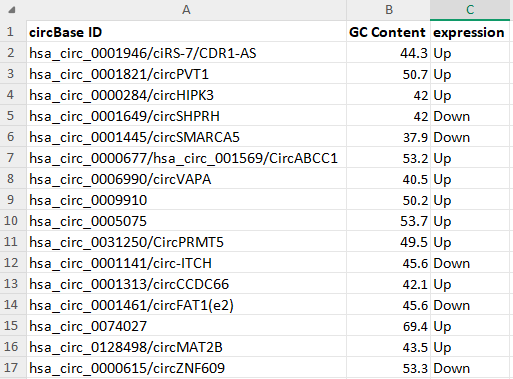 A B C
1 circBase ID GC Content expression
2 hsa_circ_0001946/ciRS-7/CDR1-AS 44.3 Up
3 hsa_circ_0001821/circPVT1 50.7 Up
4 hsa_circ_0000284/circHIPK3 42 Up
5 hsa_circ_0001649/circSHPRH 42 Down
6 hsa_circ_0001445/circSMARCA5 37.9 Down
7 hsa_circ_0000677/hsa_circ_001569/CircABCC1 53.2 Up
8 hsa_circ_0006990/circVAPA 40.5 Up
9 hsa_circ_0009910 50.2 Up
10 hsa_circ_0005075 53.7 Up
11 hsa_circ_0031250/CircPRMT5 49.5 Up
12 hsa_circ_0001141/circ-ITCH 45.6 Down
13 hsa_circ_0001313/circCCDC66 42.1 Up
14 hsa_circ_0001461/circFAT1(e2) 45.6 Down
15 hsa_circ_0074027 69.4 Up
16 hsa_circ_0128498/circMAT2B 43.5 Up
17 hsa_circ_0000615/circZNF609 53.3 Down